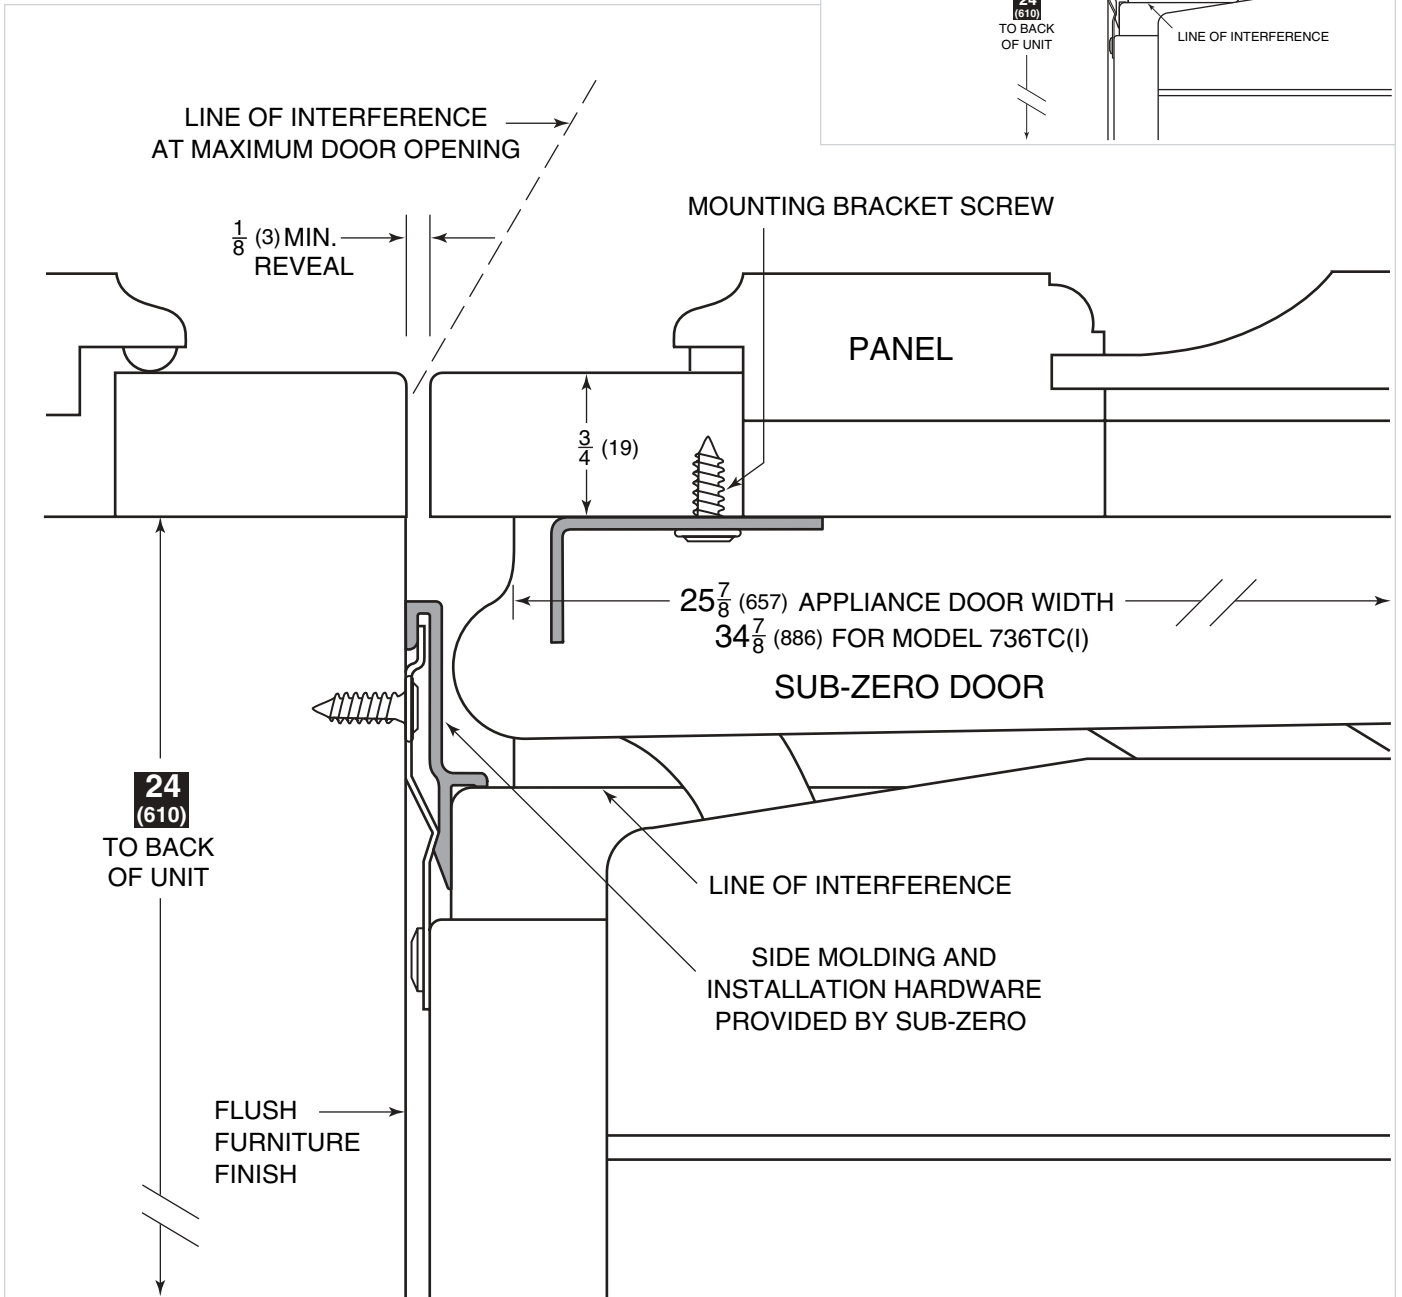 24
(610)
TO BACK
OF UNIT
LINE OF INTERFERENCE
LINE OF INTERFERENCE
AT MAXIMUM DOOR OPENING
1/8 (3) MIN.
REVEAL
MOUNTING BRACKET SCREW
PANEL
3/4 (19)
25 7/8 (657) APPLIANCE DOOR WIDTH
34 7/8 (886) FOR MODEL 736TC(I)
SUB-ZERO DOOR
24
(610)
TO BACK
OF UNIT
LINE OF INTERFERENCE
SIDE MOLDING AND
INSTALLATION HARDWARE
PROVIDED BY SUB-ZERO
FLUSH
FURNITURE
FINISH